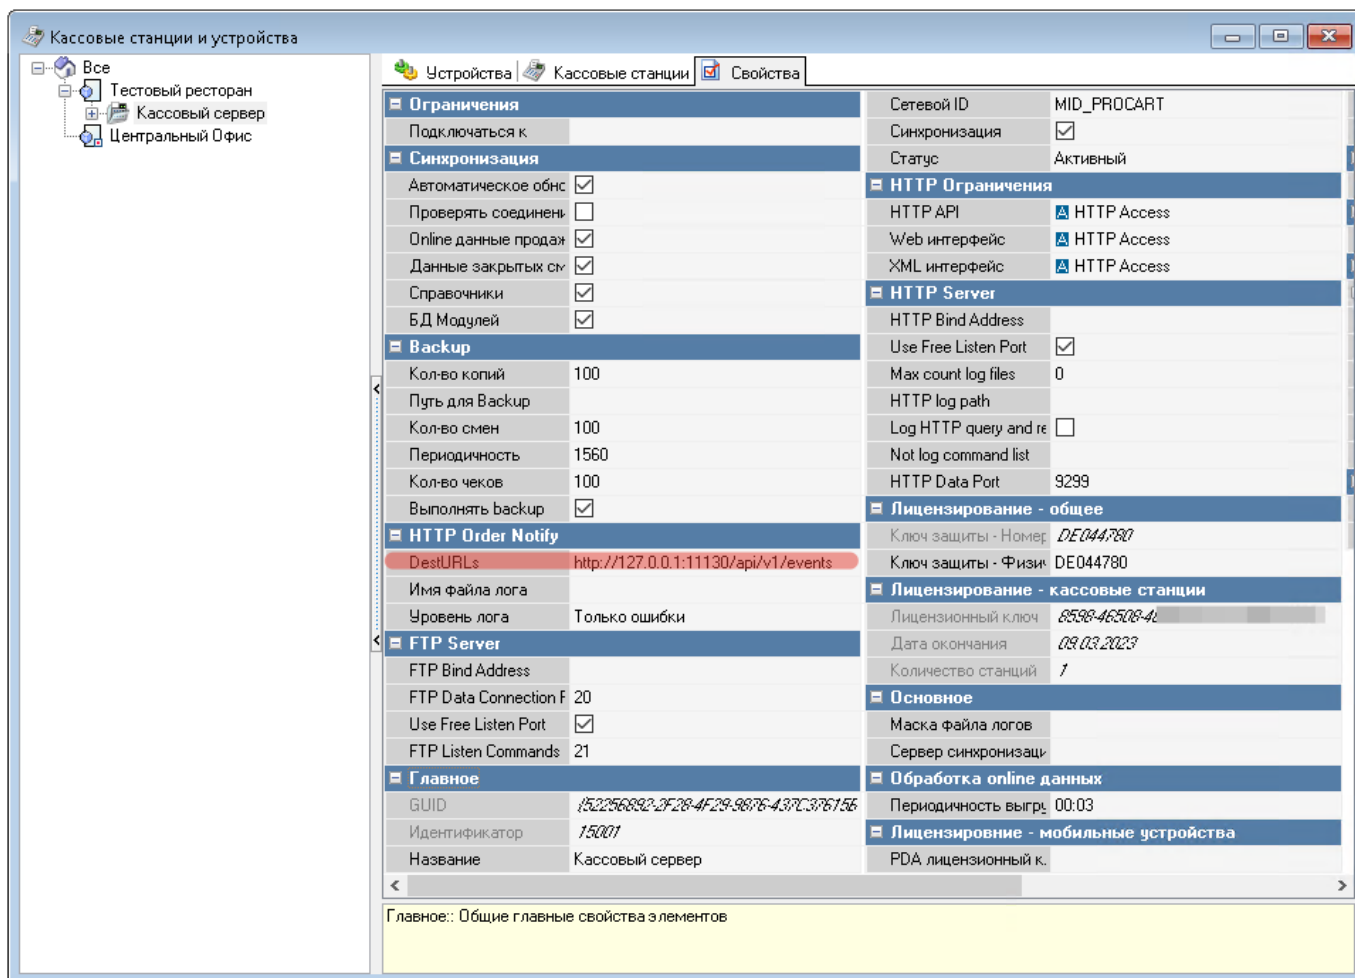 Кассовые станции и устройства
Все
Тестовый ресторан
Кассовый сервер
Центральный Офис
Устройства
Кассовые станции
Свойства
Ограничения
Подключаться к
Синхронизация
Автоматическое обнс
Проверять соединени
Online данные продаж
Данные закрытых см
Справочники
БД Модулей
Backup
Кол-во копий 100
Путь для Backup
Кол-во смен 100
Периодичность 1560
Кол-во чеков 100
Выполнять backup
HTTP Order Notify
DestURLs http://127.0.0.1:11130/api/v1/events
Имя файла лога
Уровень лога Только ошибки
FTP Server
FTP Bind Address
FTP Data Connection F 20
Use Free Listen Port
FTP Listen Commands 21
Главное
GUID {52256892-2F28-4F29-9876-437C37615B
Идентификатор 15001
Название Кассовый сервер
Сетевой ID MID_PROCART
Синхронизация
Статус Активный
HTTP Ограничения
HTTP API A HTTP Access
Web интерфейс A HTTP Access
XML интерфейс A HTTP Access
HTTP Server
HTTP Bind Address
Use Free Listen Port
Max count log files 0
HTTP log path
Log HTTP query and re
Not log command list
HTTP Data Port 9299
Лицензирование - общее
Ключ защиты - Номер DE044780
Ключ защиты - Физич DE044780
Лицензирование - кассовые станции
Лицензионный ключ 8598-46508-48
Дата окончания 09.03.2023
Количество станций 1
Основное
Маска файла логов
Сервер синхронизаци
Обработка online данных
Периодичность выгру 00:03
Лицензировние - мобильные устройства
PDA лицензионный к.
Главное:: Общие главные свойства элементов